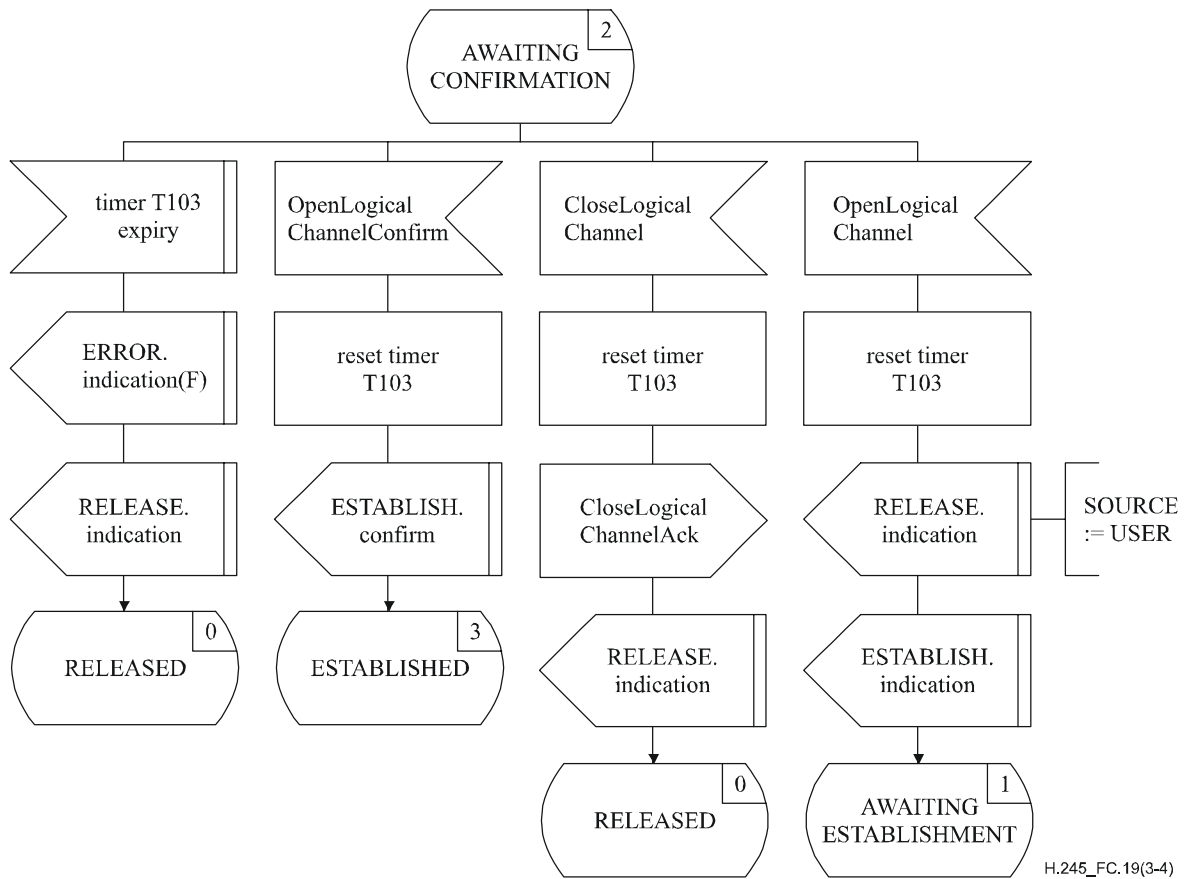 2
AWAITING
CONFIRMATION
timer T103
expiry
OpenLogical
ChannelConfirm
CloseLogical
Channel
OpenLogical
Channel
ERROR.
indication(F)
reset timer
T103
reset timer
T103
reset timer
T103
RELEASE.
indication
ESTABLISH.
confirm
CloseLogical
ChannelAck
RELEASE.
indication
SOURCE
:= USER
0
RELEASED
3
ESTABLISHED
RELEASE.
indication
ESTABLISH.
indication
0
RELEASED
1
AWAITING
ESTABLISHMENT
H.245_FC.19(3-4)